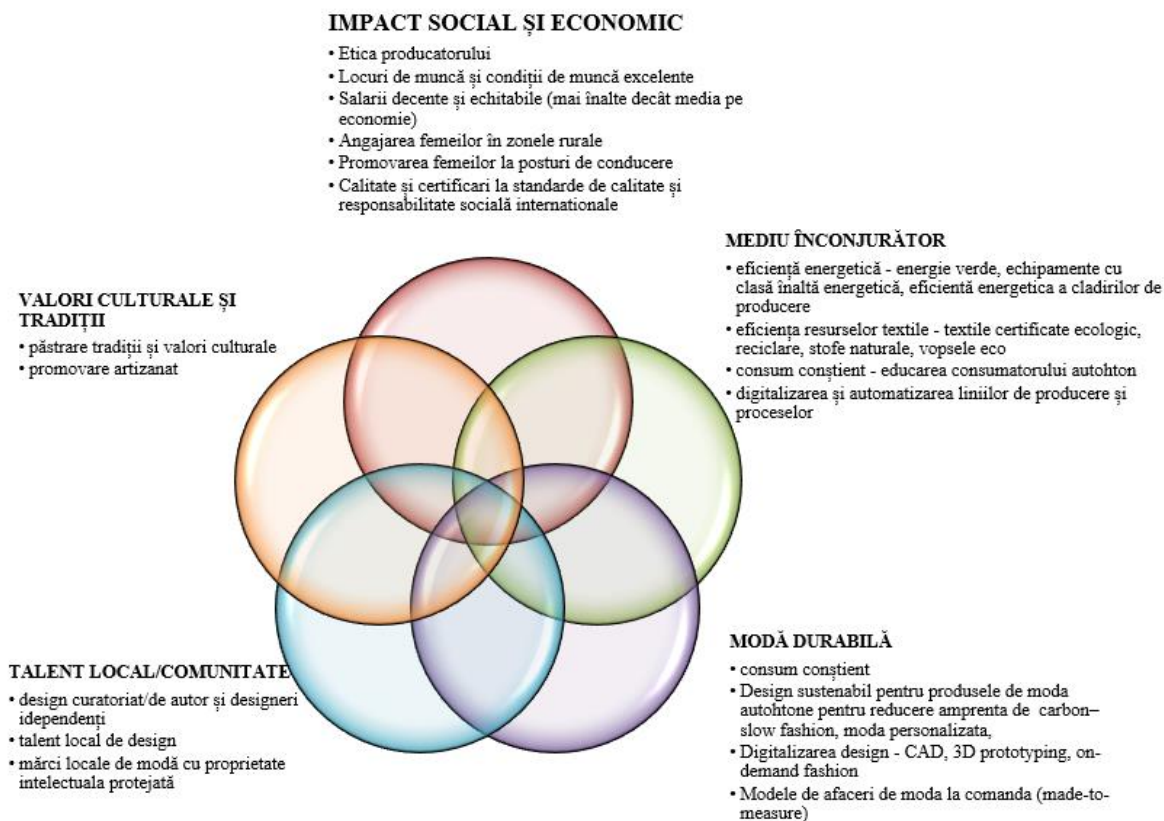 IMPACT SOCIAL ȘI ECONOMIC
• Etica producatorului
• Locuri de muncă și condiții de muncă excelente
• Salarii decente și echitabile (mai înalte decât media pe
economie)
• Angajarea femeilor în zonele rurale
• Promovarea femeilor la posturi de conducere
• Calitate și certificari la standarde de calitate și
responsabilitate socială internationale
MEDIU ÎNCONJURĂTOR
• eficiență energetică - energie verde, echipamente cu
clasă înaltă energetică, eficientă energetica a cladirilor de
producere
• eficiența resurselor textile - textile certificate ecologic,
reciclare, stofe naturale, vopsele eco
• consum conștient - educarea consumatorului autohton
• digitalizarea și automatizarea liniilor de producere și
proceselor
VALORI CULTURALE ȘI
TRADIȚII
• păstrare tradiții și valori culturale
• promovare artizanat
MODĂ DURABILĂ
• consum conștient
• Design sustenabil pentru produsele de moda
autohtone pentru reducere amprenta de carbon–
slow fashion, moda personalizata,
• Digitalizarea design - CAD, 3D prototyping, on-
demand fashion
• Modele de afaceri de moda la comanda (made-to-
measure)
TALENT LOCAL/COMUNITATE
• design curatoriat/de autor și designeri
idependenți
• talent local de design
• mărci locale de modă cu proprietate
intelectuala protejată